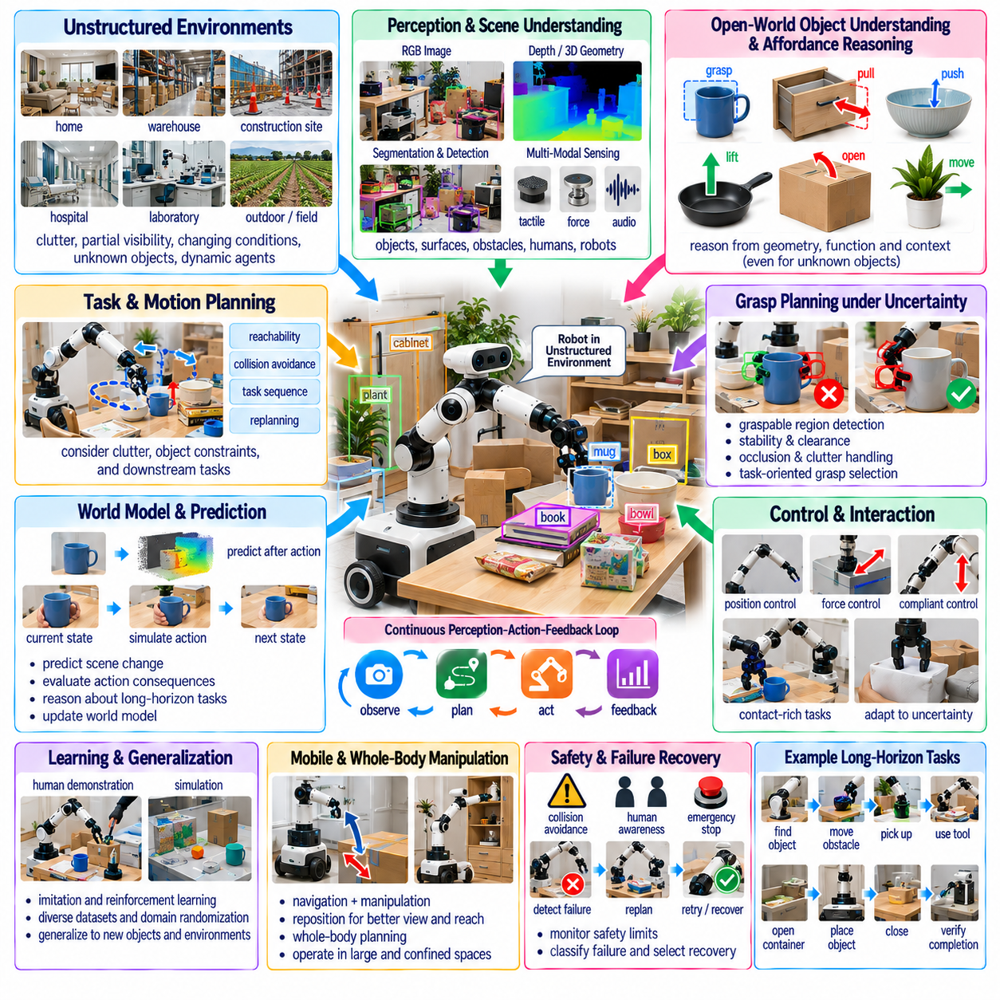 Unstructured Environments
home
warehouse
construction site
hospital
laboratory
outdoor / field
clutter, partial visibility, changing conditions,
unknown objects, dynamic agents
Perception & Scene Understanding
RGB Image
Depth / 3D Geometry
Segmentation & Detection
Multi-Modal Sensing
tactile
force
audio
objects, surfaces, obstacles, humans, robots
Open-World Object Understanding
& Affordance Reasoning
grasp
pull
push
lift
open
move
reason from geometry, function and context
(even for unknown objects)
Task & Motion Planning
reachability
collision avoidance
task sequence
replanning
consider clutter, object constraints,
and downstream tasks
cabinet
plant
Robot in
Unstructured
Environment
mug
box
book
bowl
Grasp Planning under Uncertainty
• graspable region detection
• stability & clearance
• occlusion & clutter handling
• task-oriented grasp selection
World Model & Prediction
predict after action
current state
simulate action
next state
• predict scene change
• evaluate action consequences
• reason about long-horizon tasks
• update world model
Continuous Perception-Action-Feedback Loop
observe
plan
act
feedback
Control & Interaction
position control
force control
compliant control
contact-rich tasks
adapt to uncertainty
Learning & Generalization
human demonstration
simulation
• imitation and reinforcement learning
• diverse datasets and domain randomization
• generalize to new objects and environments
Mobile & Whole-Body Manipulation
• navigation + manipulation
• reposition for better view and reach
• whole-body planning
• operate in large and confined spaces
Safety & Failure Recovery
collision
avoidance
human
awareness
emergency
stop
detect failure
replan
retry / recover
• monitor safety limits
• classify failure and select recovery
Example Long-Horizon Tasks
find
object
move
obstacle
pick up
use tool
open
container
place
object
close
verify
completion